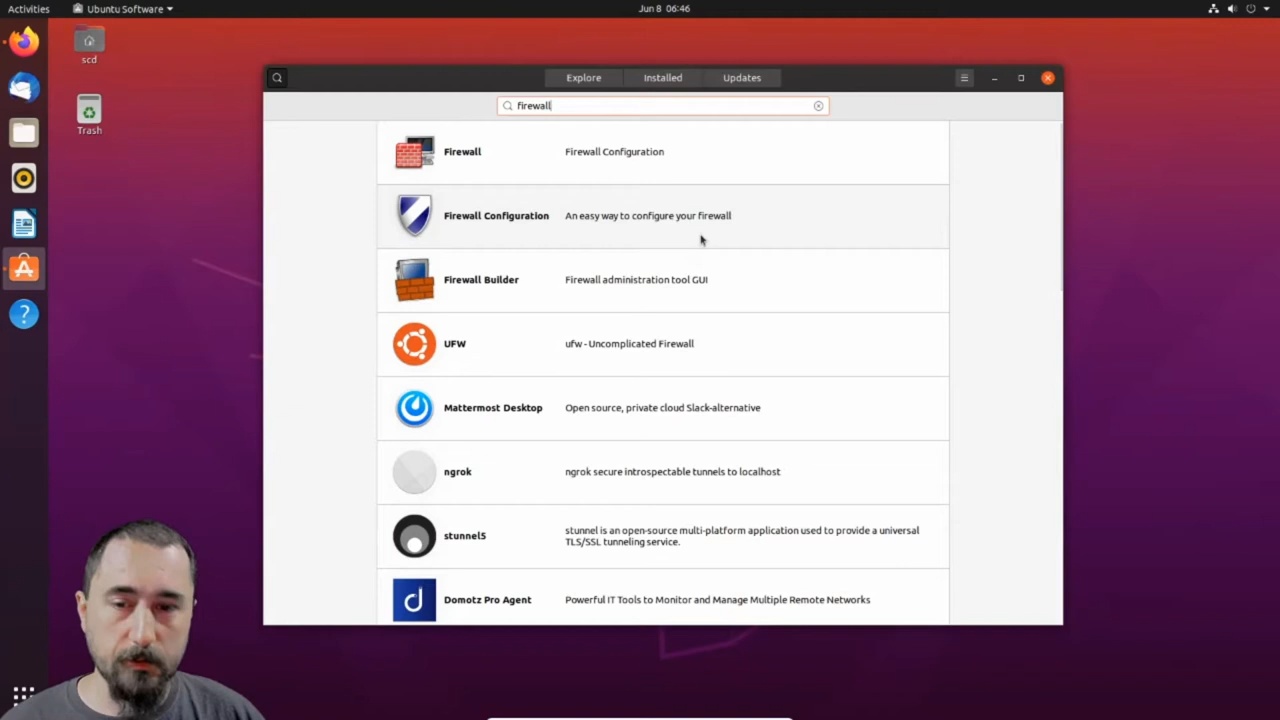 Activities
Ubuntu Software
Jun 8 06:46
scd
Trash
Explore
Installed
Updates
firewall
Firewall
Firewall Configuration
Firewall Configuration
An easy way to configure your firewall
Firewall Builder
Firewall administration tool GUI
UFW
ufw - Uncomplicated Firewall
Mattermost Desktop
Open source, private cloud Slack-alternative
ngrok
ngrok secure introspectable tunnels to localhost
stunnel5
stunnel is an open-source multi-platform application used to provide a universal
TLS/SSL tunneling service.
Domotz Pro Agent
Powerful IT Tools to Monitor and Manage Multiple Remote Networks